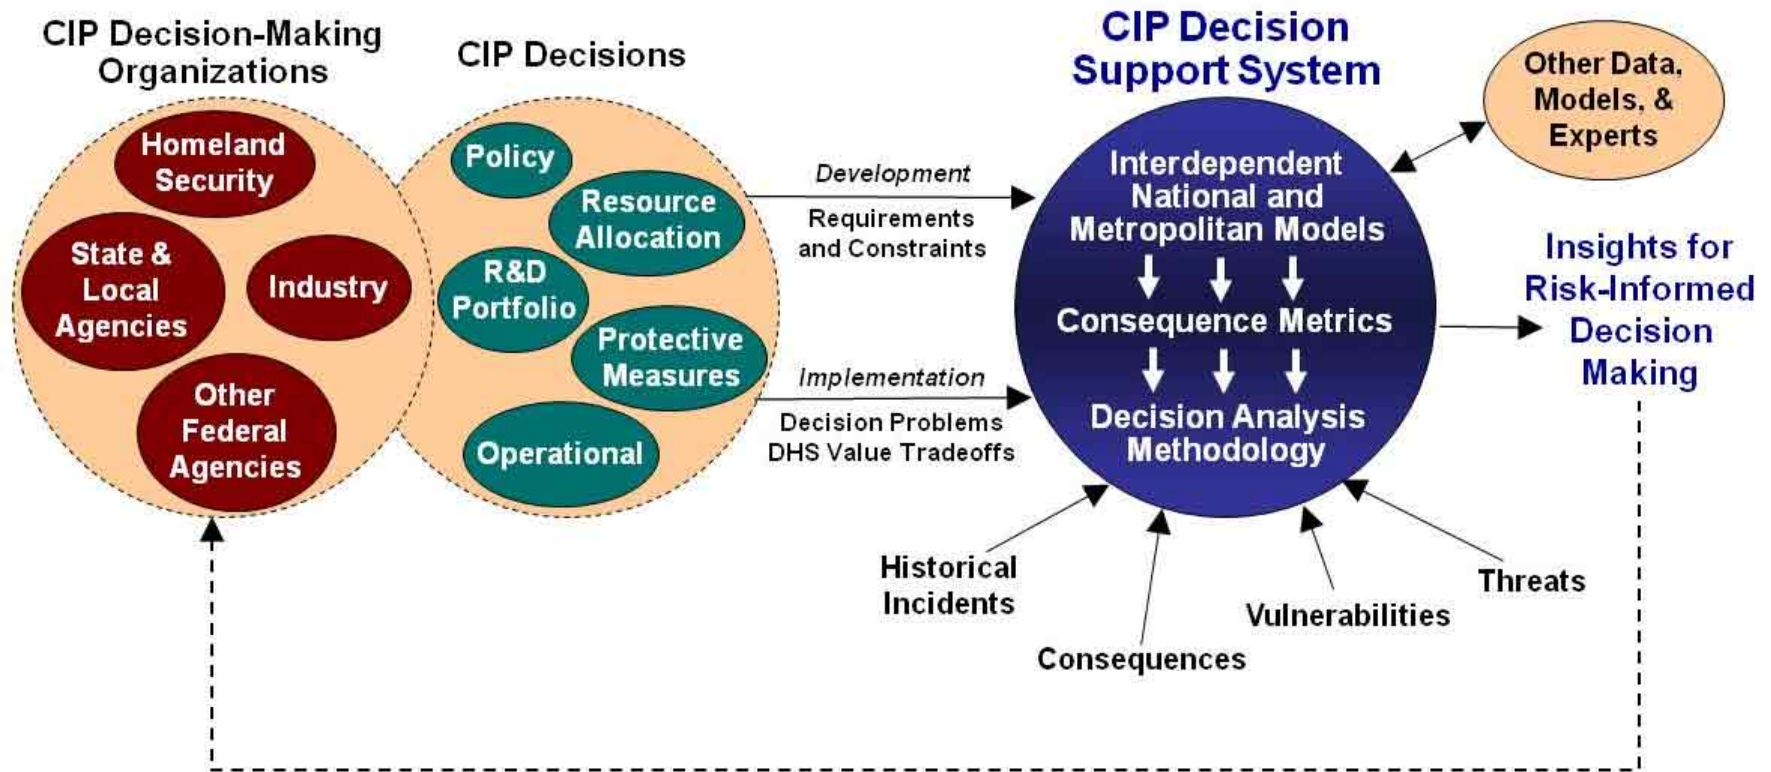 CIP Decision-Making
Organizations
Homeland
Security
State &
Local
Agencies
Industry
Other
Federal
Agencies
CIP Decisions
Policy
Resource
Allocation
R&D
Portfolio
Protective
Measures
Operational
Development
Requirements
and Constraints
Implementation
Decision Problems
DHS Value Tradeoffs
CIP Decision
Support System
Interdependent
National and
Metropolitan Models
Consequence Metrics
Decision Analysis
Methodology
Other Data,
Models, &
Experts
Insights for
Risk-Informed
Decision
Making
Historical
Incidents
Consequences
Vulnerabilities
Threats